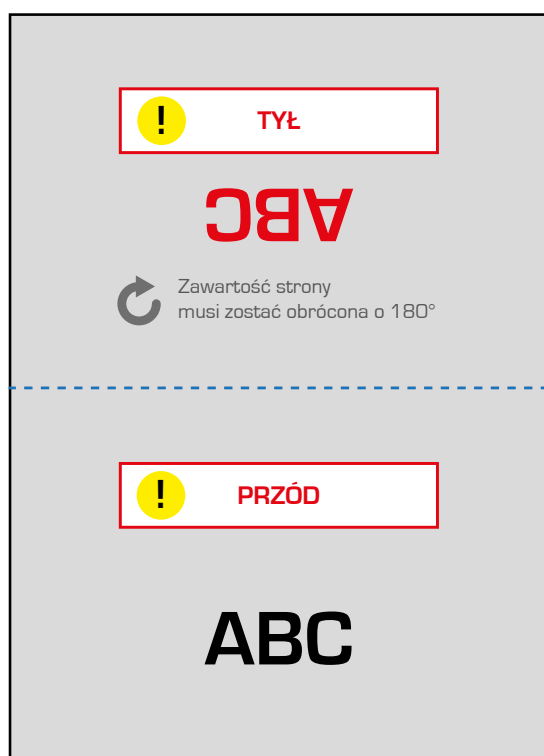 ! TYŁ
ABC
Zawartość strony
musi zostać obrócona o 180°
! PRZÓD
ABC